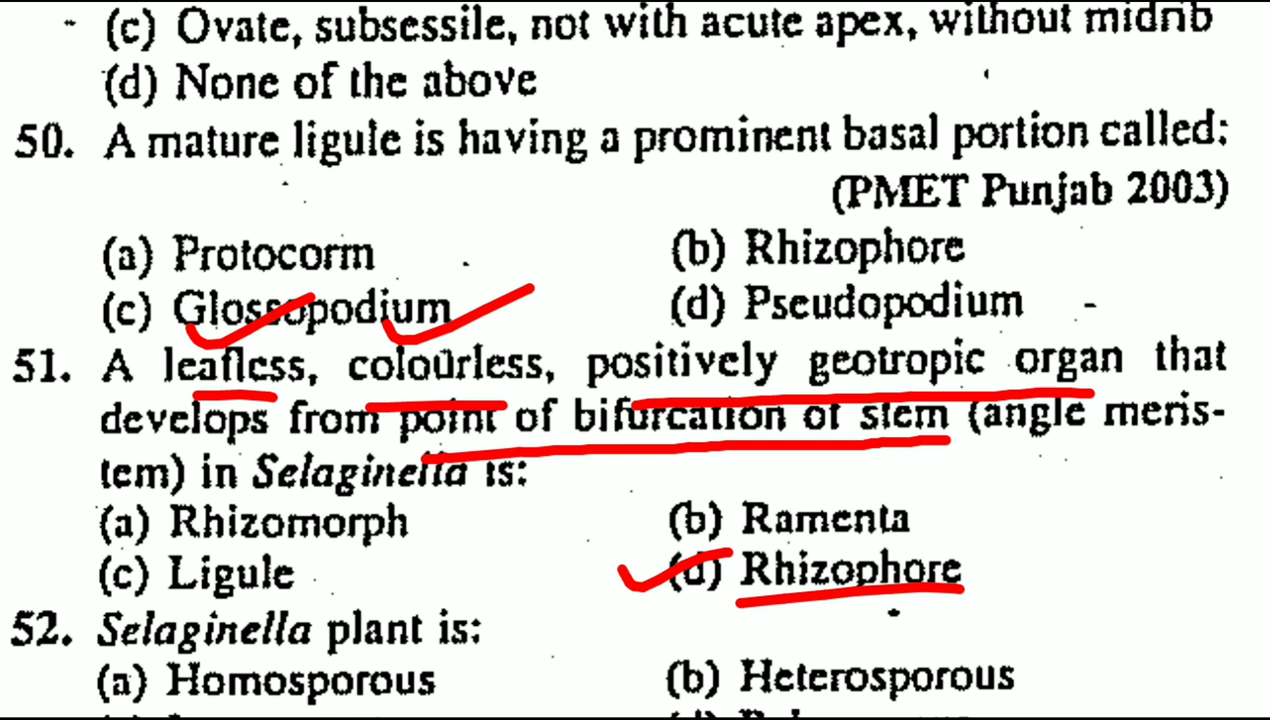 (c) Ovate, subsessile, not with acute apex, without midrib
(d) None of the above
50. A mature ligule is having a prominent basal portion called:
(PMET Punjab 2003)
(a) Protocorm (b) Rhizophore
(c) Glossopodium (d) Pseudopodium
51. A leafless, colourless, positively geotropic organ that
develops from point of bifurcation of stem (angle meris-
tem) in Selaginella is:
(a) Rhizomorph (b) Ramenta
(c) Ligule (d) Rhizophore
52. Selaginella plant is:
(a) Homosporous (b) Heterosporous